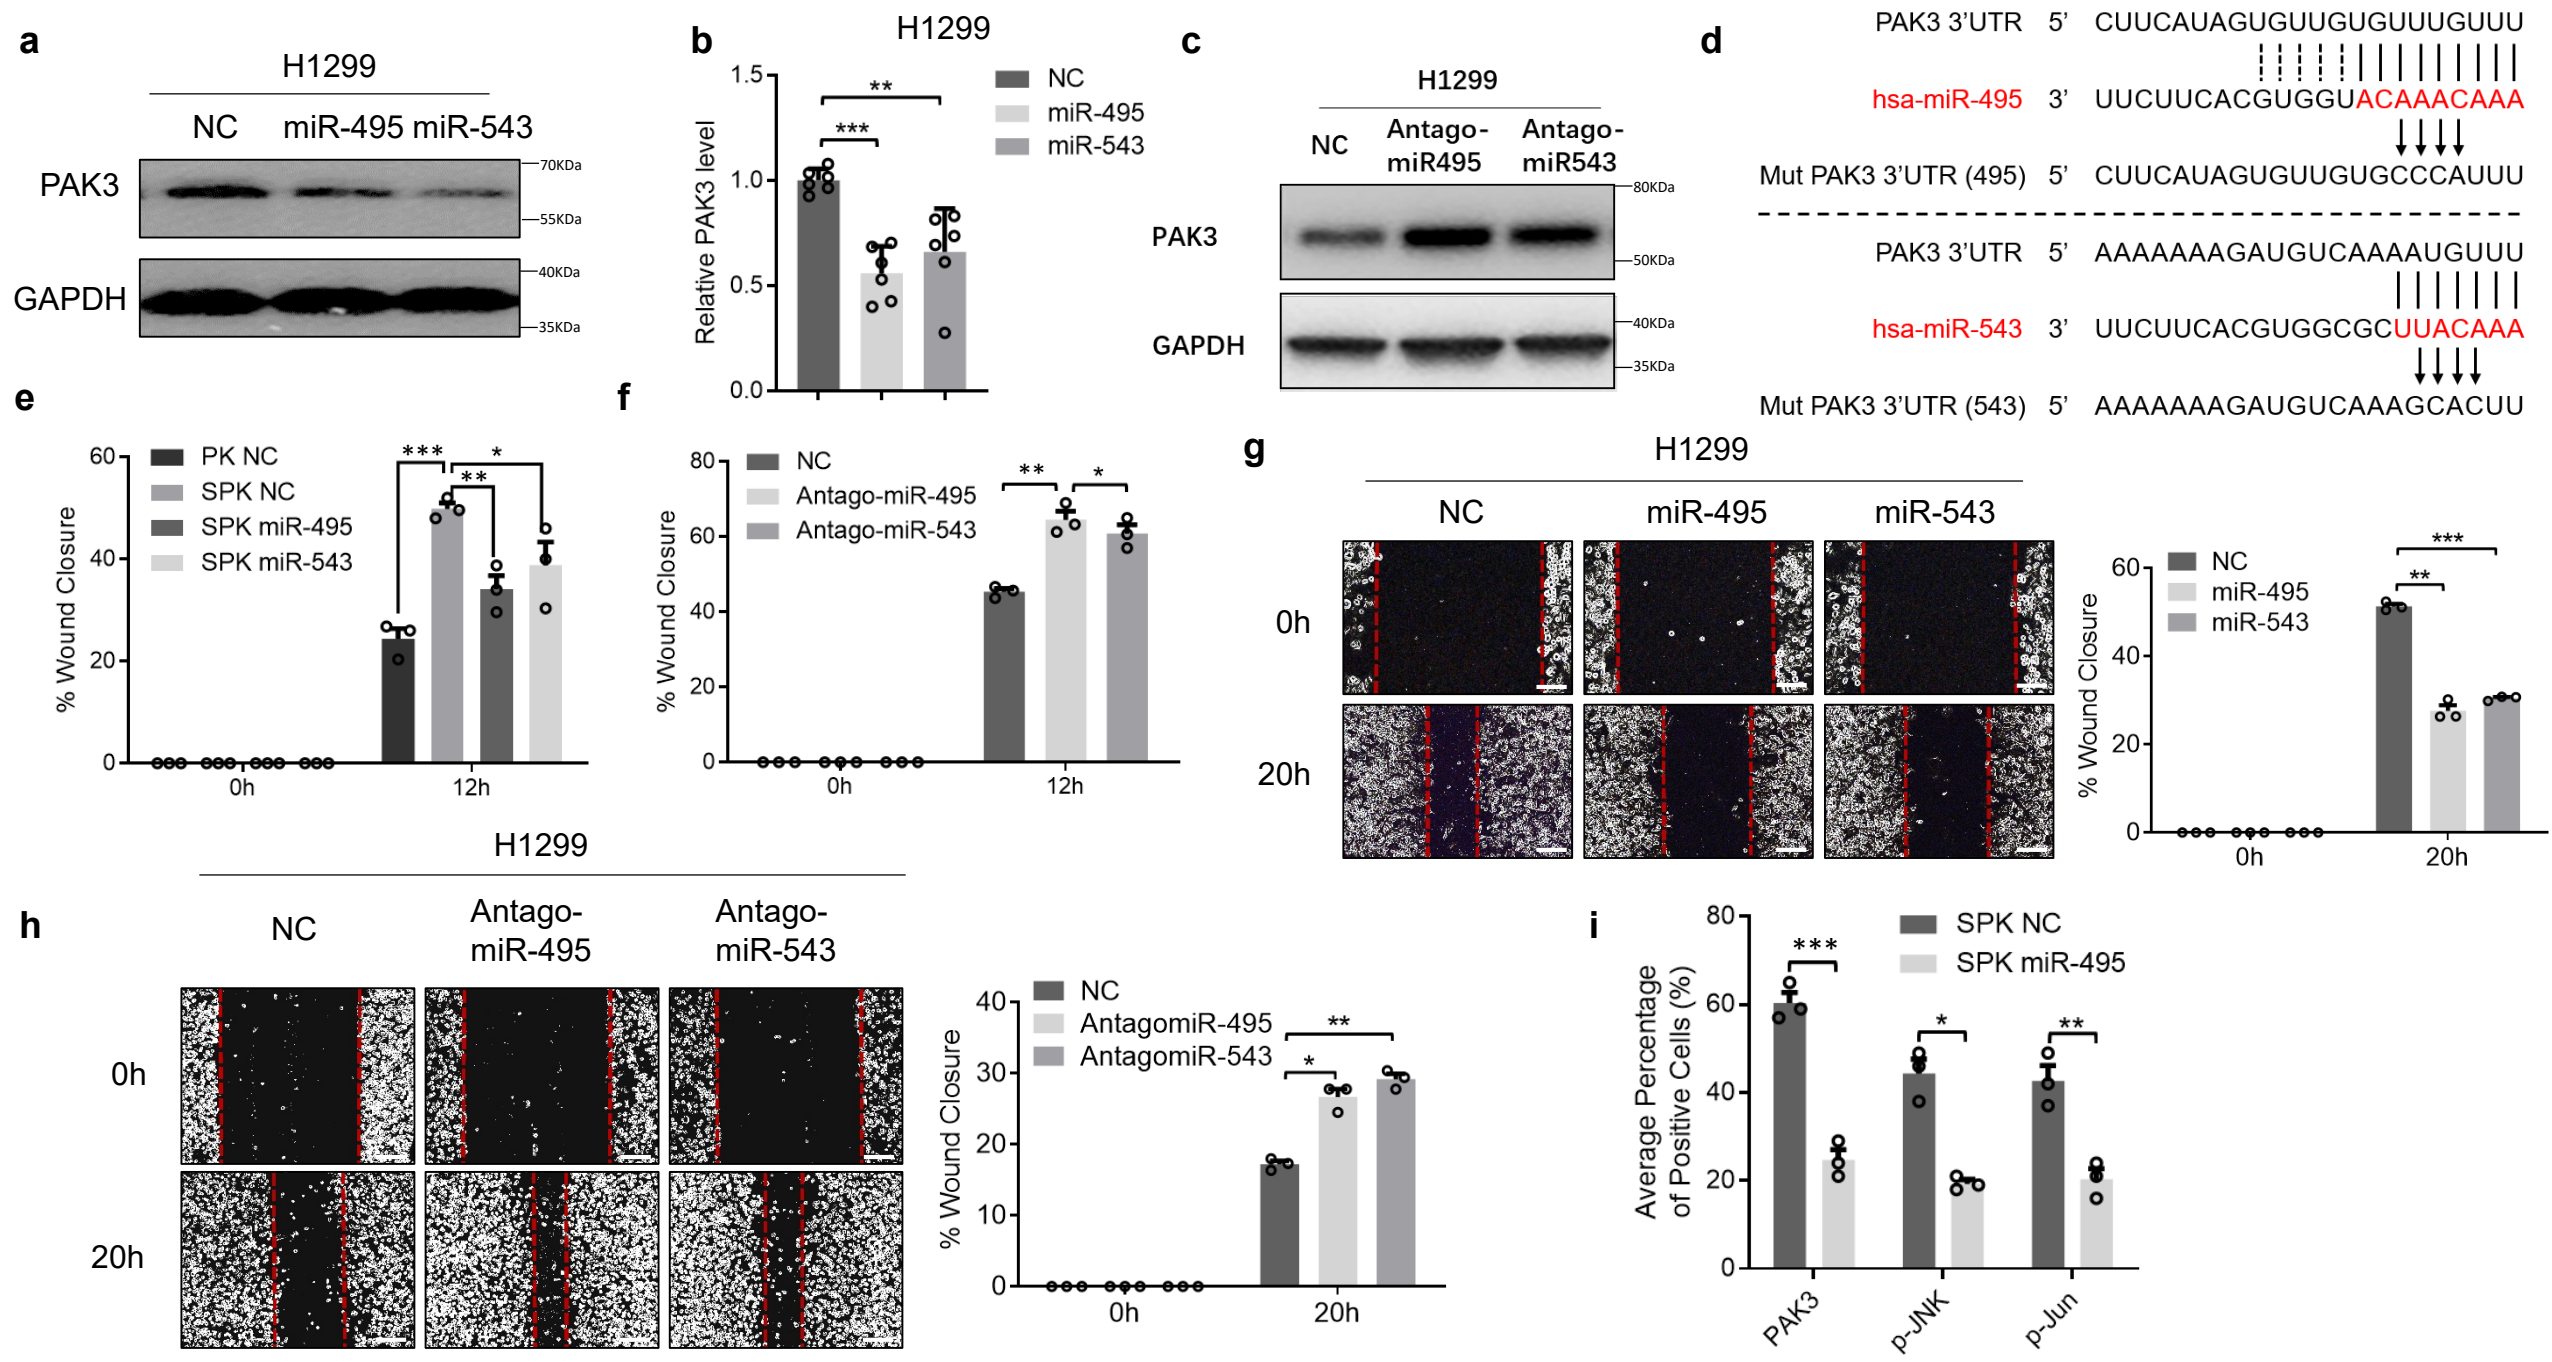 a
H1299
NC miR-495 miR-543
PAK3
70KDa
55KDa
GAPDH
40KDa
35KDa
b
H1299
Relative PAK3 level
1.5
1.0
0.5
0.0
***
**
NC
miR-495
miR-543
c
H1299
NC
Antago-
miR495
Antago-
miR543
PAK3
80KDa
50KDa
GAPDH
40KDa
35KDa
d
PAK3 3'UTR 5' CUUCAUAGUGUUGUGUUUGUUU
hsa-miR-495 3' UUCUUCACGUGGUACAAACAAA
Mut PAK3 3'UTR (495) 5' CUUCAUAGUGUUGUGCCCAUUU
PAK3 3'UTR 5' AAAAAAAGAUGUCAAAAUGUUU
hsa-miR-543 3' UUCUUCACGUGGCGCUUACAAA
Mut PAK3 3'UTR (543) 5' AAAAAAAGAUGUCAAAGCACUU
e
% Wound Closure
60
40
20
0
PK NC
SPK NC
SPK miR-495
SPK miR-543
***
*
**
0h
12h
f
% Wound Closure
80
60
40
20
0
NC
Antago-miR-495
Antago-miR-543
**
*
0h
12h
g
H1299
NC
miR-495
miR-543
0h
20h
% Wound Closure
60
40
20
0
NC
miR-495
miR-543
***
**
0h
20h
h
H1299
NC
Antago-
miR-495
Antago-
miR-543
0h
20h
% Wound Closure
40
30
20
10
0
NC
AntagomiR-495
AntagomiR-543
**
*
0h
20h
i
Average Percentage
of Positive Cells (%)
80
60
40
20
0
SPK NC
SPK miR-495
***
*
**
PAK3
p-JNK
p-Jun